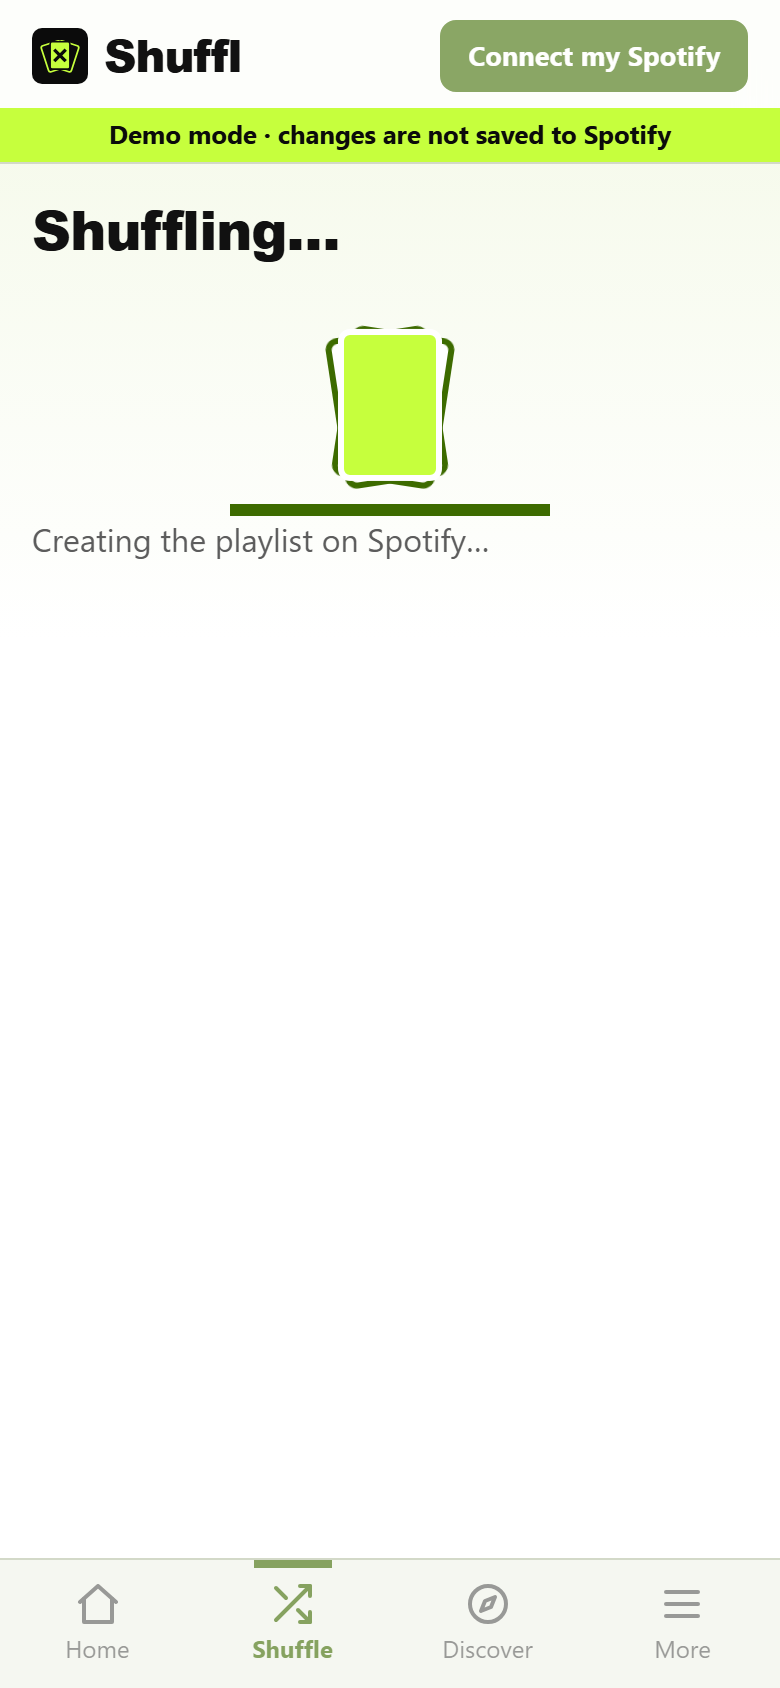 Shuffl
Connect my Spotify
Demo mode · changes are not saved to Spotify
Shuffling...
Creating the playlist on Spotify...
Home
Shuffle
Discover
More